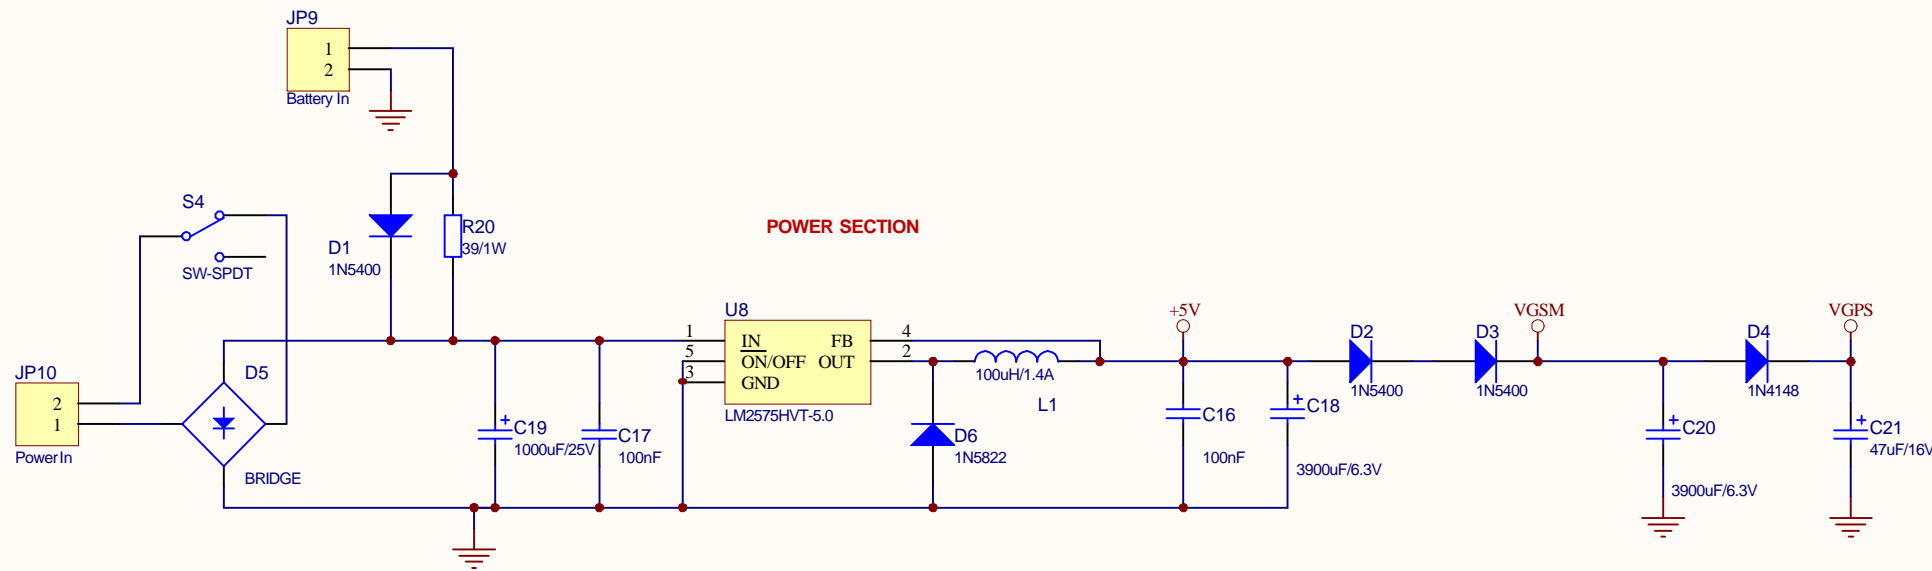 JP9
1
2
Battery In
S4
SW-SPDT
D1
1N5400
R20
39/1W
POWER SECTION
JP10
2
1
Power In
D5
BRIDGE
C19
1000uF/25V
C17
100nF
U8
1
5
3
IN
ON/OFF
GND
FB
OUT
4
2
LM2575HVT-5.0
100uH/1.4A
L1
D6
1N5822
+5V
C16
100nF
C18
3900uF/6.3V
D2
1N5400
D3
1N5400
VGSM
C20
3900uF/6.3V
D4
1N4148
VGPS
C21
47uF/16V